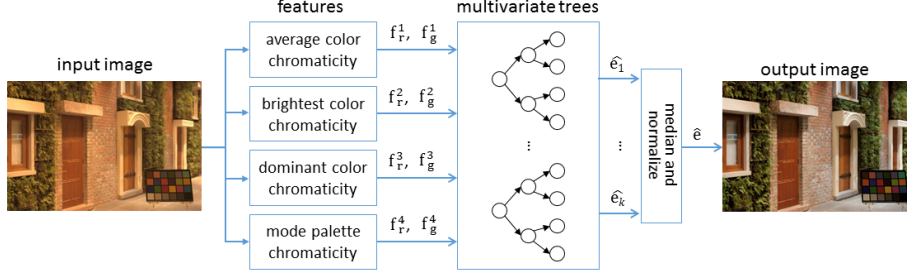 features
multivariate trees
input image
output image
average color
chromaticity
f_r^1, f_g^1
brightest color
chromaticity
f_r^2, f_g^2
dominant color
chromaticity
f_r^3, f_g^3
mode palette
chromaticity
f_r^4, f_g^4
⋮
ê_1
⋮
ê_k
median and
normalize
ê